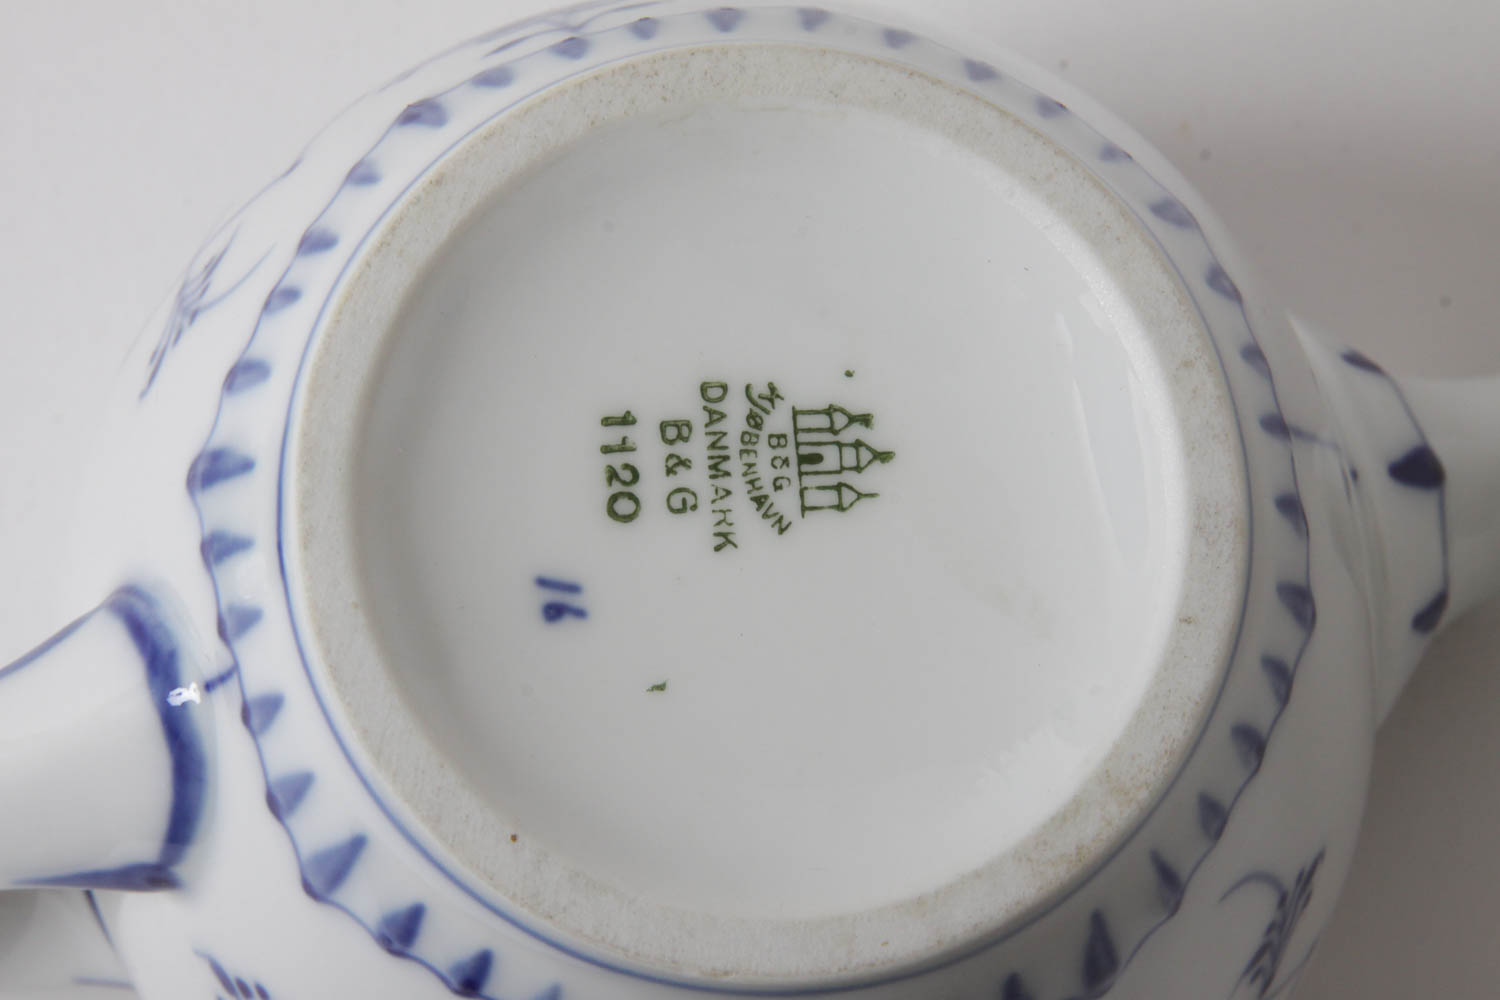 B&G
KJØBENHAVN
DANMARK
B & G
1120
16